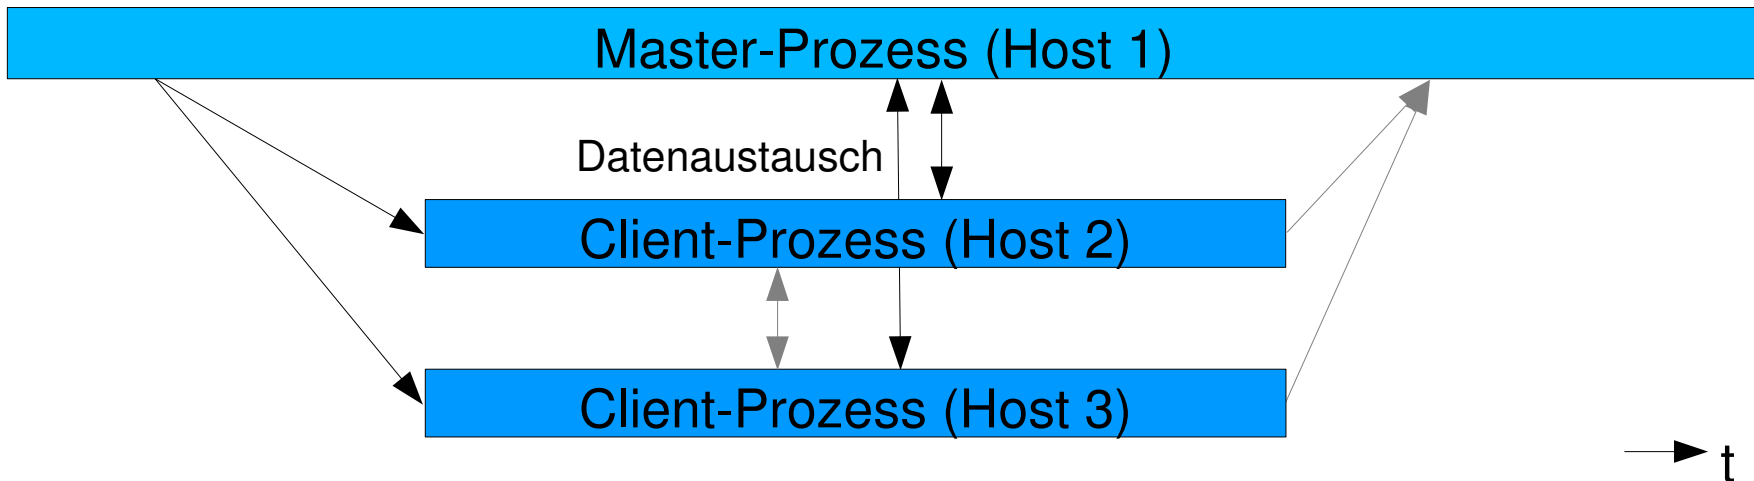 Master-Prozess (Host 1)
Datenaustausch
Client-Prozess (Host 2)
Client-Prozess (Host 3)
t